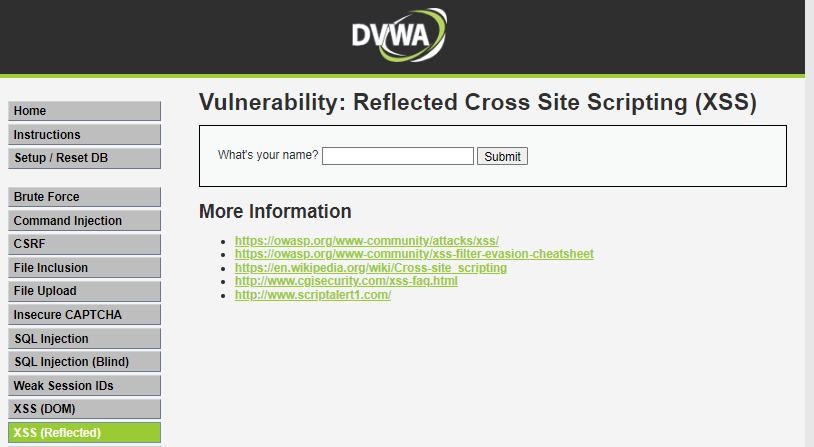 DVWA
Vulnerability: Reflected Cross Site Scripting (XSS)
Home
Instructions
Setup / Reset DB
Brute Force
Command Injection
CSRF
File Inclusion
File Upload
Insecure CAPTCHA
SQL Injection
SQL Injection (Blind)
Weak Session IDs
XSS (DOM)
XSS (Reflected)
What's your name? Submit
More Information
https://owasp.org/www-community/attacks/xss/
https://owasp.org/www-community/xss-filter-evasion-cheatsheet
https://en.wikipedia.org/wiki/Cross-site_scripting
http://www.cgisecurity.com/xss-faq.html
http://www.scriptalert1.com/